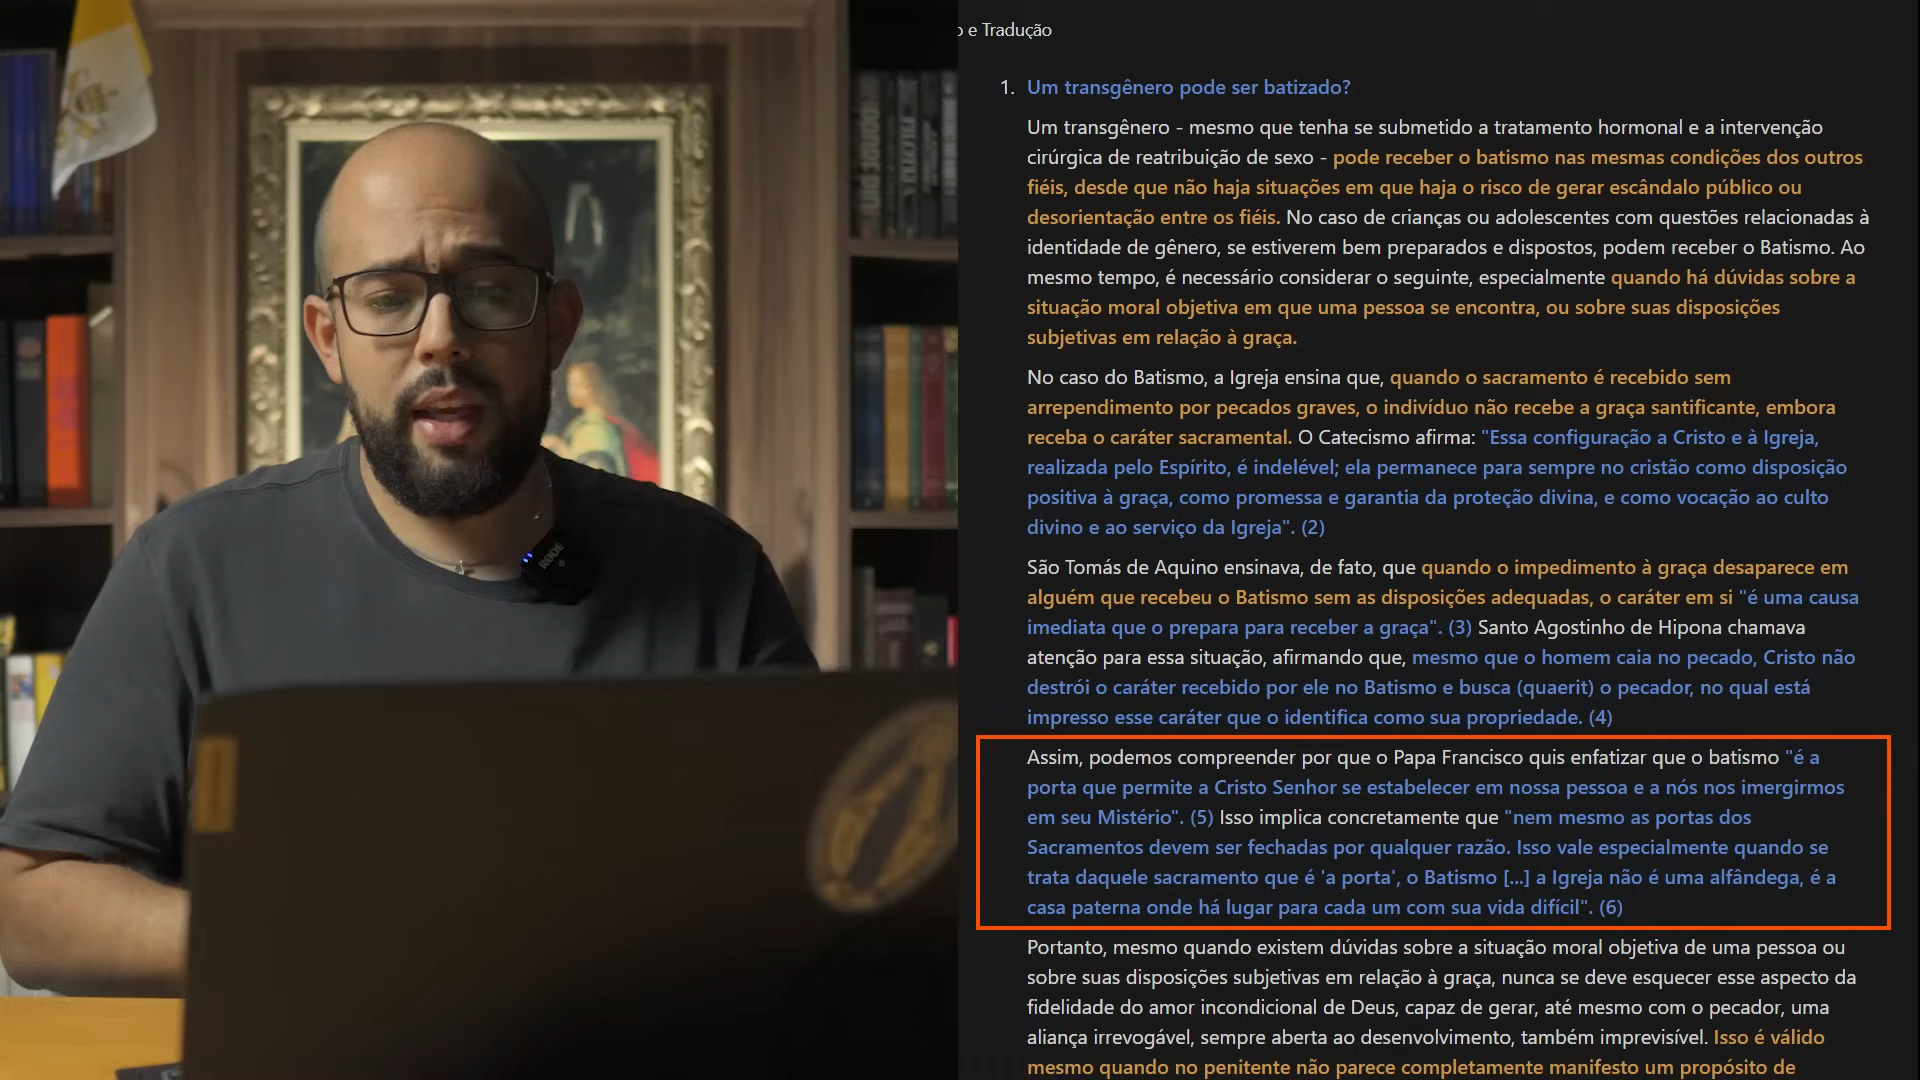 o e Tradução
1. Um transgênero pode ser batizado?
Um transgênero - mesmo que tenha se submetido a tratamento hormonal e a intervenção
cirúrgica de reatribuição de sexo - pode receber o batismo nas mesmas condições dos outros
fiéis, desde que não haja situações em que haja o risco de gerar escândalo público ou
desorientação entre os fiéis. No caso de crianças ou adolescentes com questões relacionadas à
identidade de gênero, se estiverem bem preparados e dispostos, podem receber o Batismo. Ao
mesmo tempo, é necessário considerar o seguinte, especialmente quando há dúvidas sobre a
situação moral objetiva em que uma pessoa se encontra, ou sobre suas disposições
subjetivas em relação à graça.
No caso do Batismo, a Igreja ensina que, quando o sacramento é recebido sem
arrependimento por pecados graves, o indivíduo não recebe a graça santificante, embora
receba o caráter sacramental. O Catecismo afirma: "Essa configuração a Cristo e à Igreja,
realizada pelo Espírito, é indelével; ela permanece para sempre no cristão como disposição
positiva à graça, como promessa e garantia da proteção divina, e como vocação ao culto
divino e ao serviço da Igreja". (2)
São Tomás de Aquino ensinava, de fato, que quando o impedimento à graça desaparece em
alguém que recebeu o Batismo sem as disposições adequadas, o caráter em si "é uma causa
imediata que o prepara para receber a graça". (3) Santo Agostinho de Hipona chamava
atenção para essa situação, afirmando que, mesmo que o homem caia no pecado, Cristo não
destrói o caráter recebido por ele no Batismo e busca (quaerit) o pecador, no qual está
impresso esse caráter que o identifica como sua propriedade. (4)
Assim, podemos compreender por que o Papa Francisco quis enfatizar que o batismo "é a
porta que permite a Cristo Senhor se estabelecer em nossa pessoa e a nós nos imergirmos
em seu Mistério". (5) Isso implica concretamente que "nem mesmo as portas dos
Sacramentos devem ser fechadas por qualquer razão. Isso vale especialmente quando se
trata daquele sacramento que é 'a porta', o Batismo [...] a Igreja não é uma alfândega, é a
casa paterna onde há lugar para cada um com sua vida difícil". (6)
Portanto, mesmo quando existem dúvidas sobre a situação moral objetiva de uma pessoa ou
sobre suas disposições subjetivas em relação à graça, nunca se deve esquecer esse aspecto da
fidelidade do amor incondicional de Deus, capaz de gerar, até mesmo com o pecador, uma
aliança irrevogável, sempre aberta ao desenvolvimento, também imprevisível. Isso é válido
mesmo quando no penitente não parece completamente manifesto um propósito de
RØDE